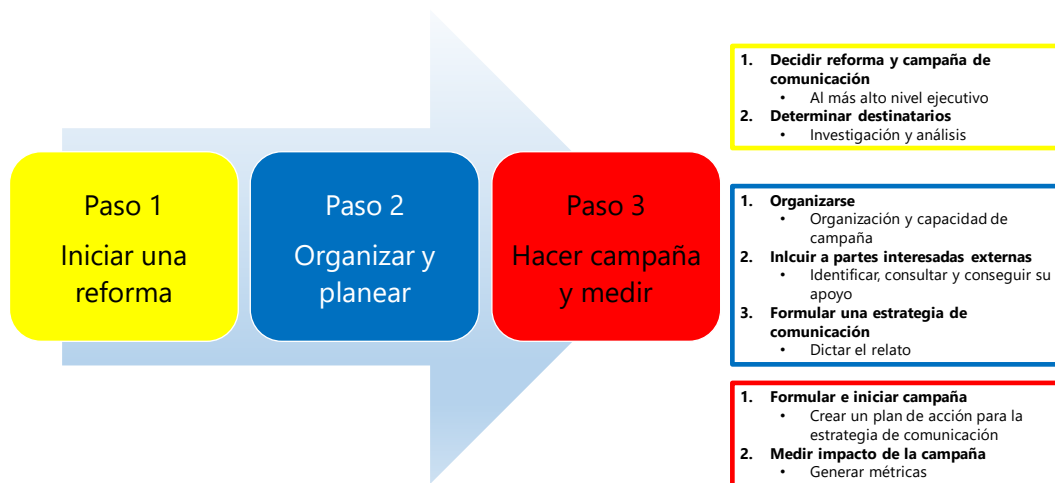 Paso 1
Iniciar una
reforma
Paso 2
Organizar y
planear
Paso 3
Hacer campaña
y medir
1. Decidir reforma y campaña de
comunicación
• Al más alto nivel ejecutivo
2. Determinar destinatarios
• Investigación y análisis
1. Organizarse
• Organización y capacidad de
campaña
2. Inlcuir a partes interesadas externas
• Identificar, consultar y conseguir su
apoyo
3. Formular una estrategia de
comunicación
• Dictar el relato
1. Formular e iniciar campaña
• Crear un plan de acción para la
estrategia de comunicación
2. Medir impacto de la campaña
• Generar métricas